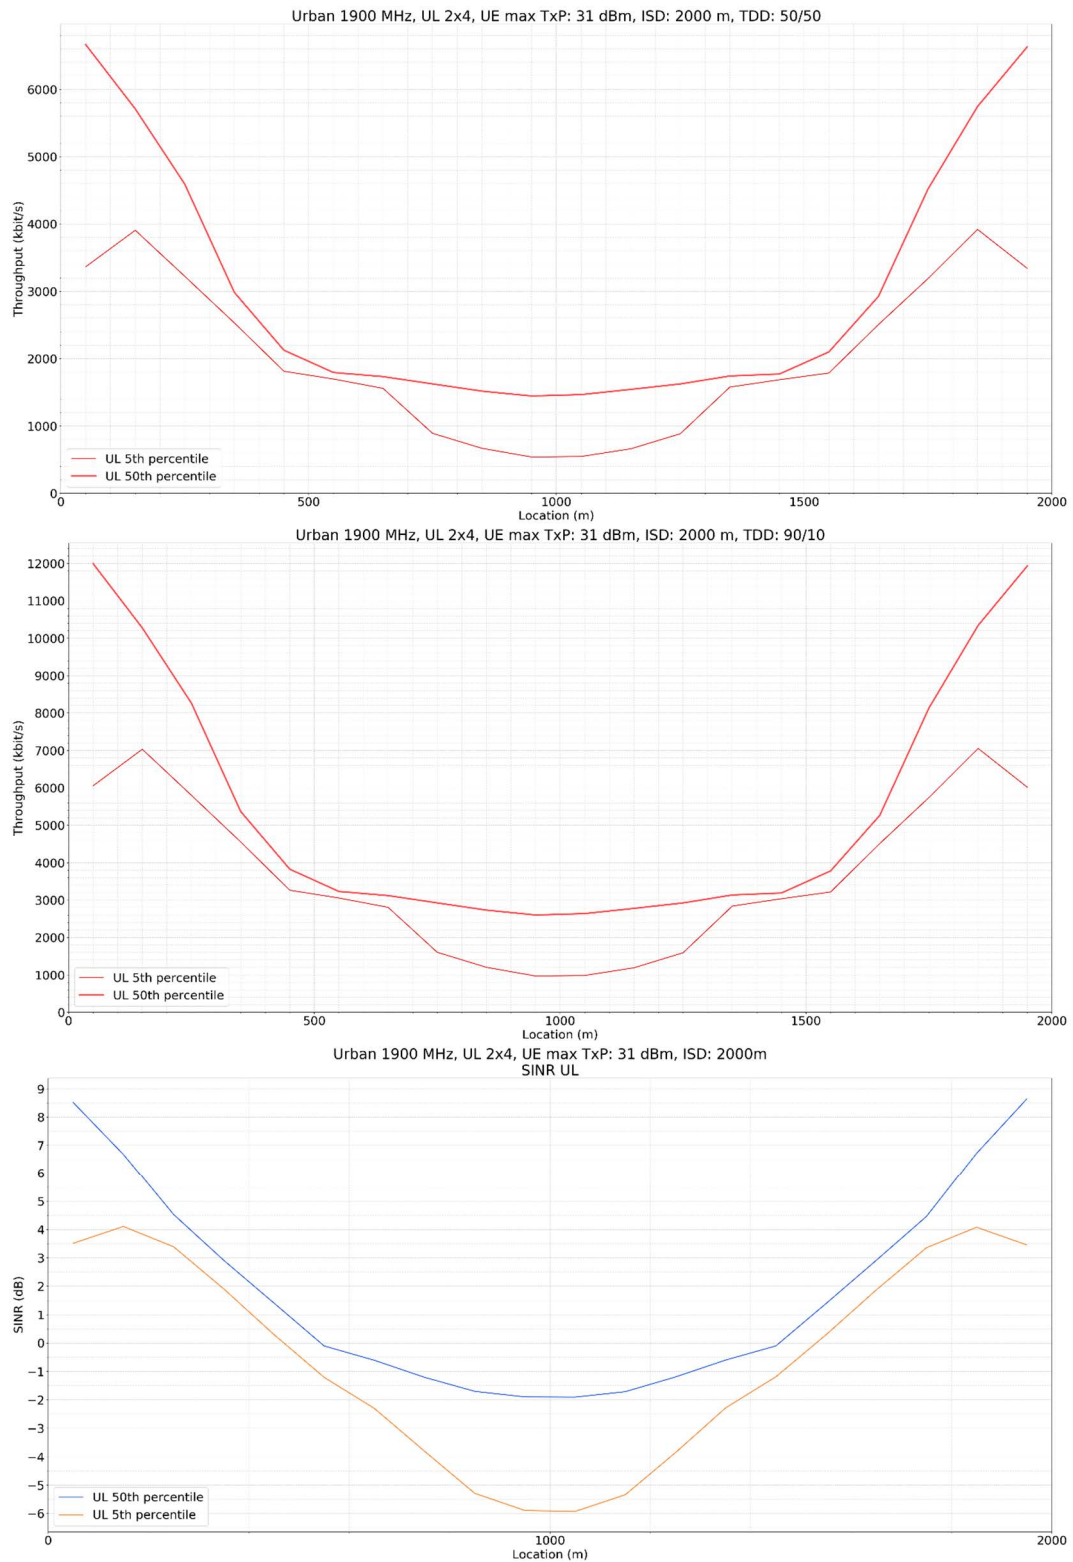 Urban 1900 MHz, UL 2x4, UE max TxP: 31 dBm, ISD: 2000 m, TDD: 50/50
Throughput (kbit/s)
6000
5000
4000
3000
2000
1000
0
UL 5th percentile
UL 50th percentile
0 500 1000 1500 2000
Location (m)
Urban 1900 MHz, UL 2x4, UE max TxP: 31 dBm, ISD: 2000 m, TDD: 90/10
Throughput (kbit/s)
12000
11000
10000
9000
8000
7000
6000
5000
4000
3000
2000
1000
0
UL 5th percentile
UL 50th percentile
0 500 1000 1500 2000
Location (m)
Urban 1900 MHz, UL 2x4, UE max TxP: 31 dBm, ISD: 2000m
SINR UL
SINR (dB)
9
8
7
6
5
4
3
2
1
0
−1
−2
−3
−4
−5
−6
UL 50th percentile
UL 5th percentile
0 1000 2000
Location (m)